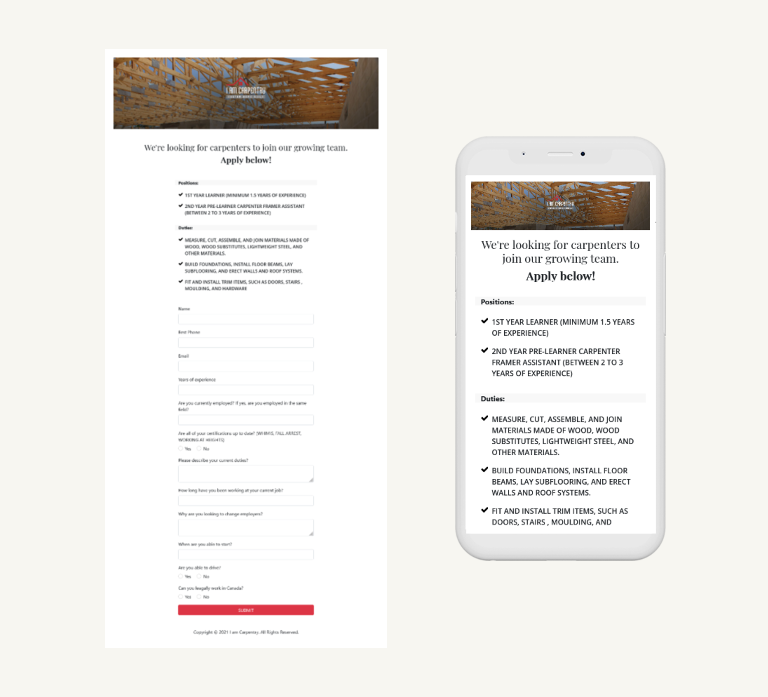 I AM CARPENTRY
We're looking for carpenters to join our growing team.
Apply below!
Positions:
1ST YEAR LEARNER (MINIMUM 1.5 YEARS OF EXPERIENCE)
2ND YEAR PRE-LEARNER CARPENTER FRAMER ASSISTANT
(BETWEEN 2 TO 3 YEARS OF EXPERIENCE)
Duties:
MEASURE, CUT, ASSEMBLE, AND JOIN MATERIALS MADE OF
WOOD, WOOD SUBSTITUTES, LIGHTWEIGHT STEEL, AND
OTHER MATERIALS.
BUILD FOUNDATIONS, INSTALL FLOOR BEAMS, LAY
SUBFLOORING, AND ERECT WALLS AND ROOF SYSTEMS.
FIT AND INSTALL TRIM ITEMS, SUCH AS DOORS, STAIRS ,
MOULDING, AND HARDWARE
Name
Best Phone
Email
Years of experience
Are you currently employed? If yes, are you employed in the same
field?
Are all of your certifications up to date? (WHMIS, FALL ARREST,
WORKING AT HEIGHTS)
Yes No
Please describe your current duties?
How long have you been working at your current job?
Why are you looking to change employers?
When are you able to start?
Are you able to drive?
Yes No
Can you leagally work in Canada?
Yes No
SUBMIT
Copyright © 2021 I am Carpentry. All Rights Reserved.
I AM CARPENTRY
We're looking for carpenters to
join our growing team.
Apply below!
Positions:
1ST YEAR LEARNER (MINIMUM 1.5 YEARS
OF EXPERIENCE)
2ND YEAR PRE-LEARNER CARPENTER
FRAMER ASSISTANT (BETWEEN 2 TO 3
YEARS OF EXPERIENCE)
Duties:
MEASURE, CUT, ASSEMBLE, AND JOIN
MATERIALS MADE OF WOOD, WOOD
SUBSTITUTES, LIGHTWEIGHT STEEL, AND
OTHER MATERIALS.
BUILD FOUNDATIONS, INSTALL FLOOR
BEAMS, LAY SUBFLOORING, AND ERECT
WALLS AND ROOF SYSTEMS.
FIT AND INSTALL TRIM ITEMS, SUCH AS
DOORS, STAIRS , MOULDING, AND